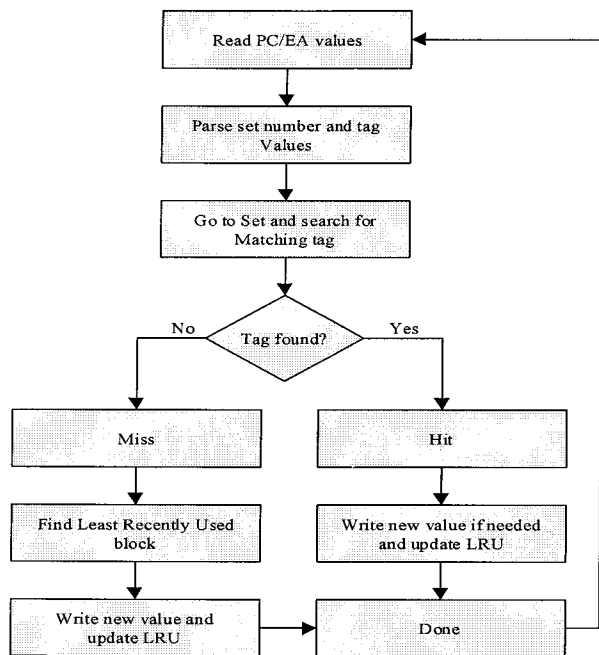 Read PC/EA values
Parse set number and tag
Values
Go to Set and search for
Matching tag
Tag found?
No
Yes
Miss
Hit
Find Least Recently Used
block
Write new value if needed
and update LRU
Write new value and
update LRU
Done